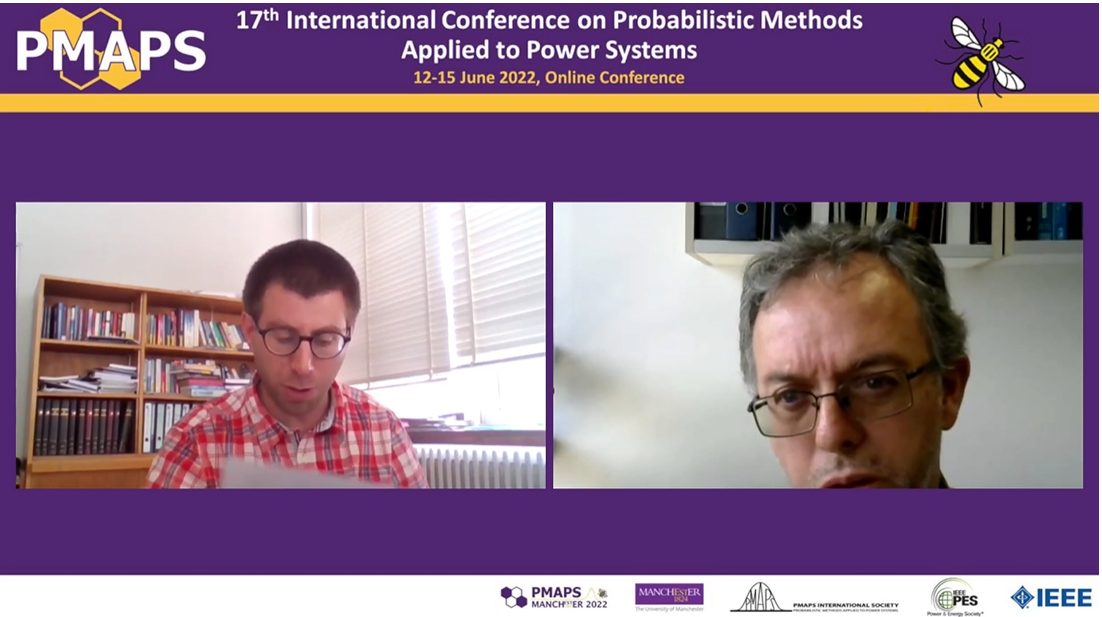 PMAPS
17th International Conference on Probabilistic Methods
Applied to Power Systems
12-15 June 2022, Online Conference
PMAPS
MANCHESTER 2022
MANCHESTER
1824
The University of Manchester
PMAPS
PMAPS INTERNATIONAL SOCIETY
PROBABILISTIC METHODS APPLIED TO POWER SYSTEMS
IEEE
PES
Power & Energy Society®
IEEE